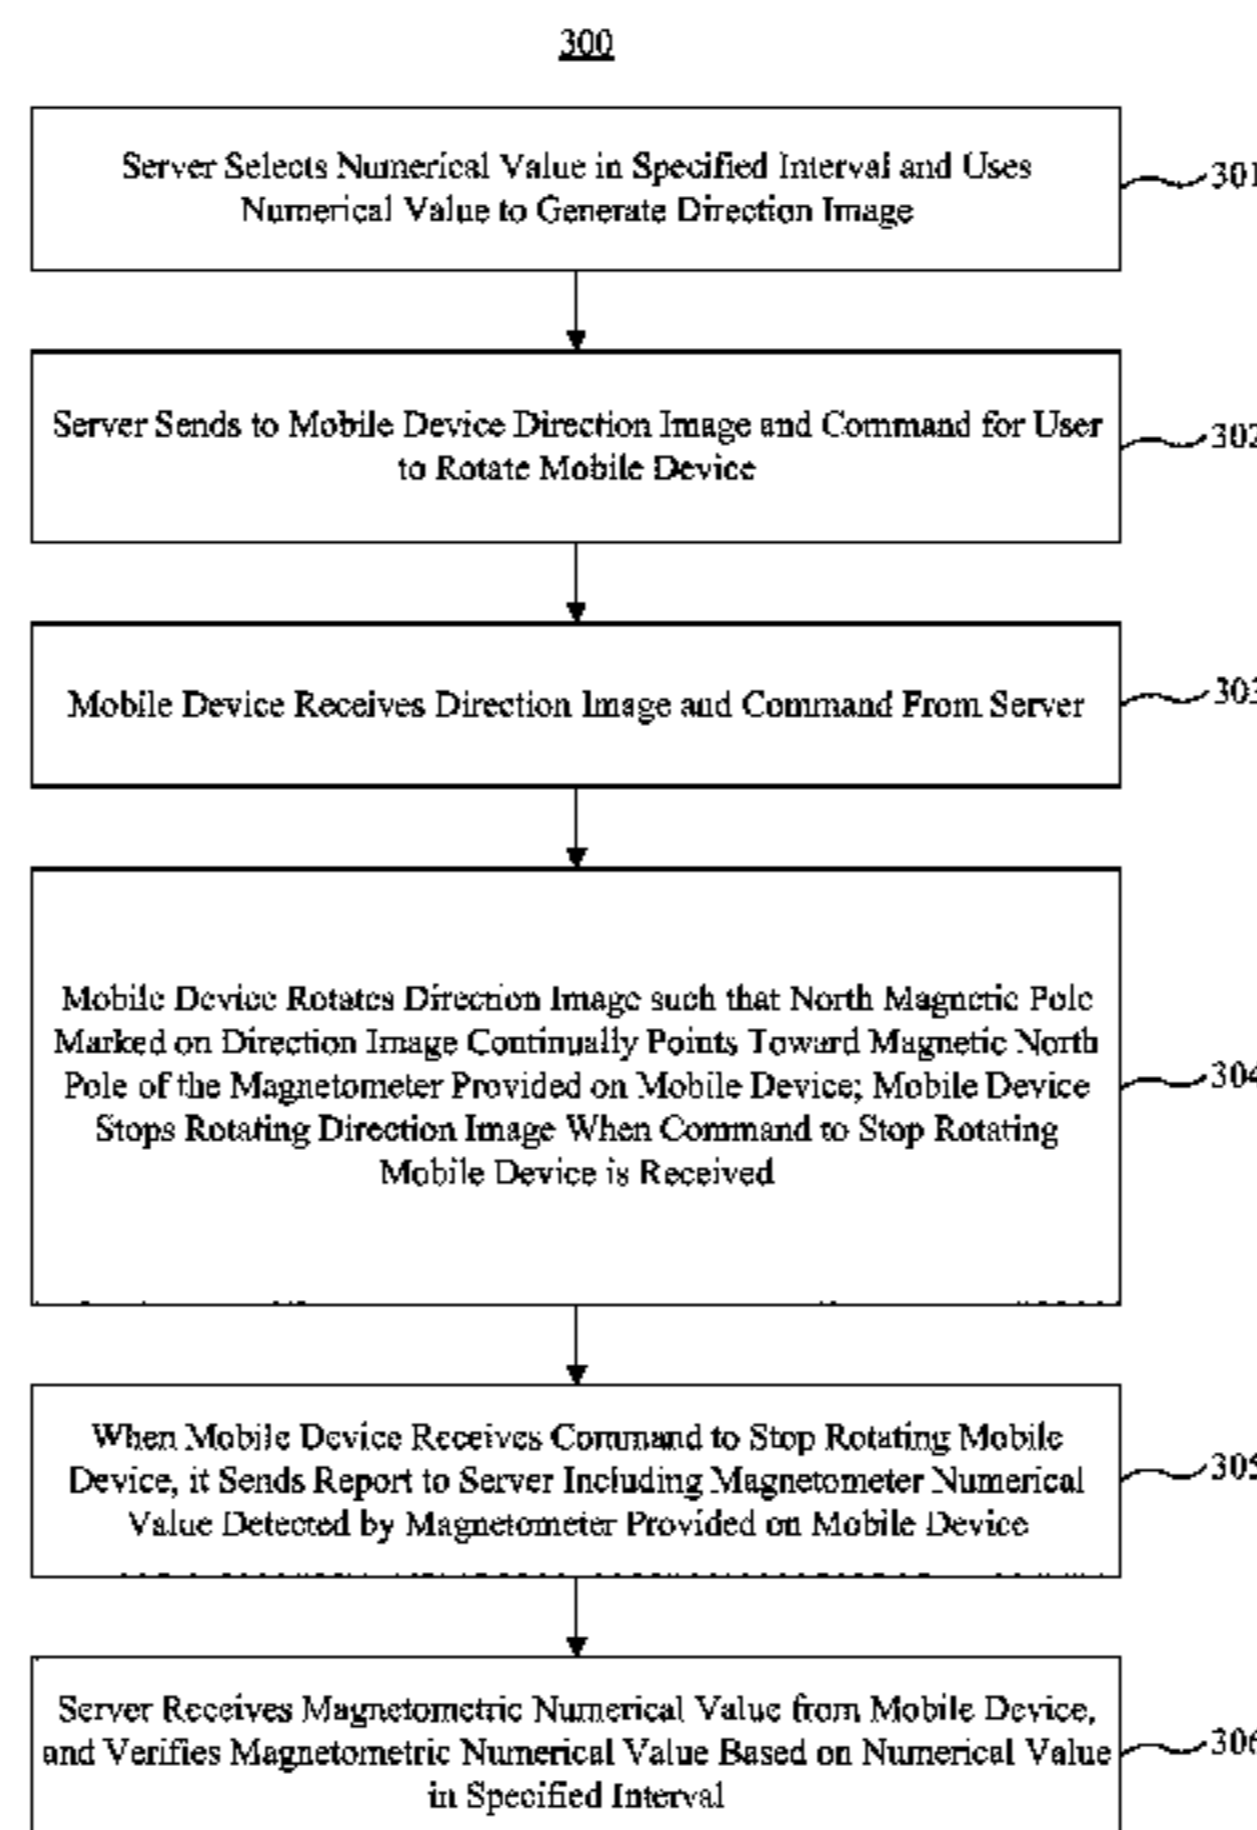 300
Server Selects Numerical Value in Specified Interval and Uses
Numerical Value to Generate Direction Image
301
Server Sends to Mobile Device Direction Image and Command for User
to Rotate Mobile Device
302
Mobile Device Receives Direction Image and Command From Server
303
Mobile Device Rotates Direction Image such that North Magnetic Pole
Marked on Direction Image Continually Points Toward Magnetic North
Pole of the Magnetometer Provided on Mobile Device; Mobile Device
Stops Rotating Direction Image When Command to Stop Rotating
Mobile Device is Received
304
When Mobile Device Receives Command to Stop Rotating Mobile
Device, it Sends Report to Server Including Magnetometer Numerical
Value Detected by Magnetometer Provided on Mobile Device
305
Server Receives Magnetometric Numerical Value from Mobile Device,
and Verifies Magnetometric Numerical Value Based on Numerical Value
in Specified Interval
306